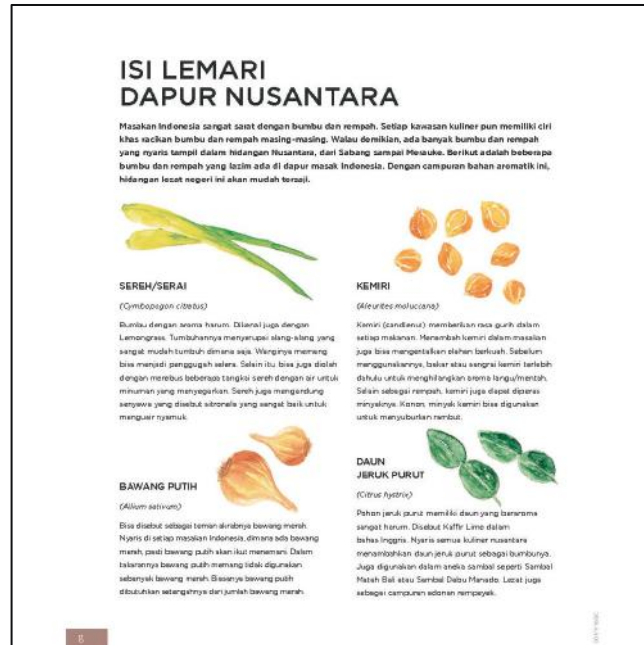 ISI LEMARI
DAPUR NUSANTARA
Masakan Indonesia sangat sarat dengan bumbu dan rempah. Setiap kawasan kuliner pun memiliki ciri
khas racikan bumbu dan rempah masing-masing. Walau demikian, ada banyak bumbu dan rempah
yang nyaris tampil dalam hidangan Nusantara, dari Sabang sampai Merauke. Berikut adalah beberapa
bumbu dan rempah yang lazim ada di dapur masak Indonesia. Dengan campuran bahan aromatik ini,
hidangan lezat negeri ini akan mudah tersaji.
SEREH/SERAI
(Cymbopogon citratus)
Bumbu dengan aroma harum. Dikenal juga dengan
Lemongrass. Tumbuhannya menyerupai alang-alang yang
sangat mudah tumbuh dimana saja. Wanginya memang
bisa menjadi penggugah selera. Selain itu bisa juga diolah
dengan merebus beberapa tangkai sereh dengan air untuk
minuman yang menyegarkan. Sereh juga mengandung
senyawa yang disebut sitronela yang sangat baik untuk
mengusir nyamuk.
KEMIRI
(Aleurites moluccana)
Kemiri (candlenut) memberikan rasa gurih dalam
setiap makanan. Menambah kemiri dalam masakan
juga bisa mengentalkan olahan berkuah. Sebelum
menggunakannya, bakar atau sangrai kemiri terlebih
dahulu untuk menghilangkan aroma langu/mentah.
Selain sebagai rempah, kemiri juga dapat diperas
minyaknya. Konon, minyak kemiri bisa digunakan
untuk menyuburkan rambut.
BAWANG PUTIH
(Allium sativum)
Bisa disebut sebagai teman akrabnya bawang merah.
Nyaris di setiap masakan Indonesia, dimana ada bawang
merah, pasti bawang putih akan ikut menemani. Dalam
takarannya bawang putih memang tidak digunakan
sebanyak bawang merah. Biasanya bawang putih
dibutuhkan setengahnya dari jumlah bawang merah.
DAUN
JERUK PURUT
(Citrus hystrix)
Pohon jeruk purut memiliki daun yang beraroma
sangat harum. Disebut Kaffir Lime dalam
bahas Inggris. Nyaris semua kuliner nusantara
menambahkan daun jeruk purut sebagai bumbunya.
Juga digunakan dalam aneka sambal seperti Sambal
Matah Bali atau Sambal Dabu Manado. Lezat juga
sebagai campuran adonan rempeyek.